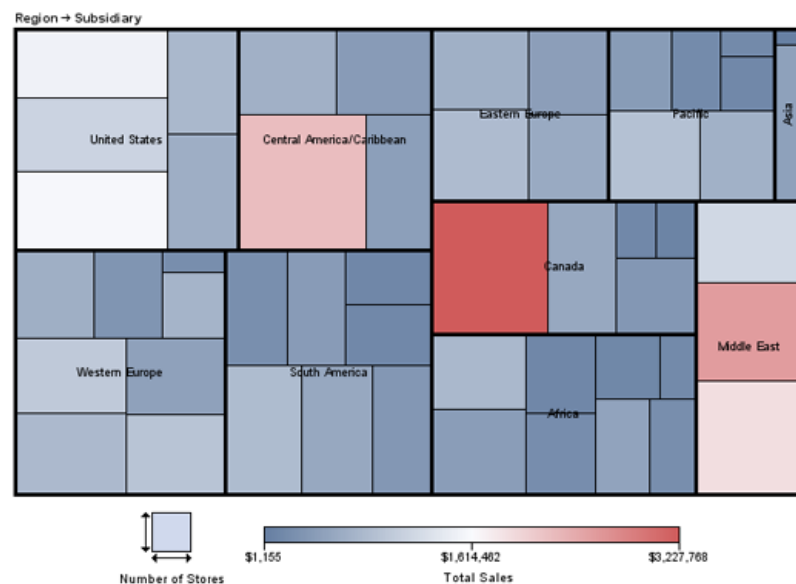 Region → Subsidiary
United States
Central America/Caribbean
Eastern Europe
Pacific
Asia
Canada
Middle East
Western Europe
South America
Africa
$1,155
$1,614,462
$3,227,768
Number of Stores
Total Sales